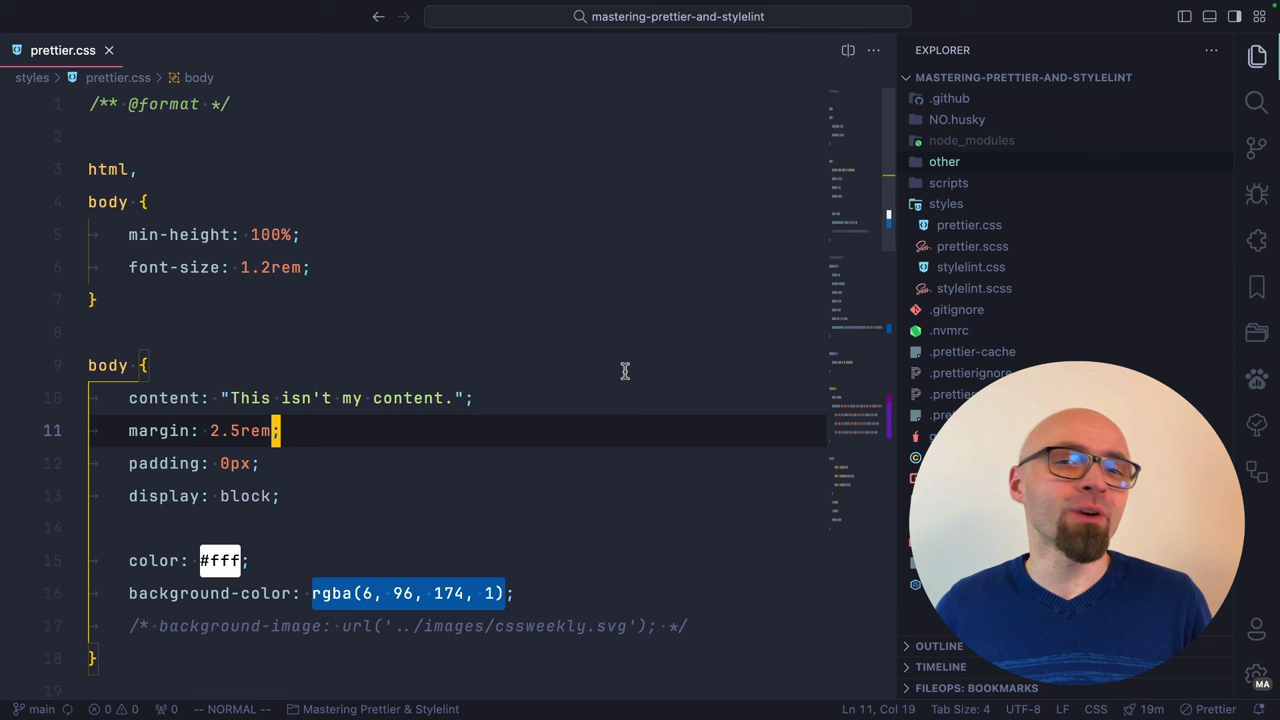 mastering-prettier-and-stylelint
prettier.css
styles prettier.css body
1 /** @format */
2
3 html,
4 body {
5 min-height: 100%;
6 font-size: 1.2rem;
7 }
8
9 body {
10 content: "This isn't my content.";
11 margin: 2.5rem;
12 padding: 0px;
13 display: block;
14
15 color: #fff;
16 background-color: rgba(6, 96, 174, 1);
17 /* background-image: url('../images/cssweekly.svg'); */
18 }
19
EXPLORER
MASTERING-PRETTIER-AND-STYLELINT
.github
NO.husky
node_modules
other
scripts
styles
prettier.css
prettier.scss
stylelint.css
stylelint.scss
.gitignore
.nvmrc
.prettier-cache
.prettierignore
OUTLINE
TIMELINE
FILEOPS: BOOKMARKS
MA
main 0 0 0 -- NORMAL -- Mastering Prettier & Stylelint Ln 11, Col 19 Tab Size: 4 UTF-8 LF CSS 19m Prettier